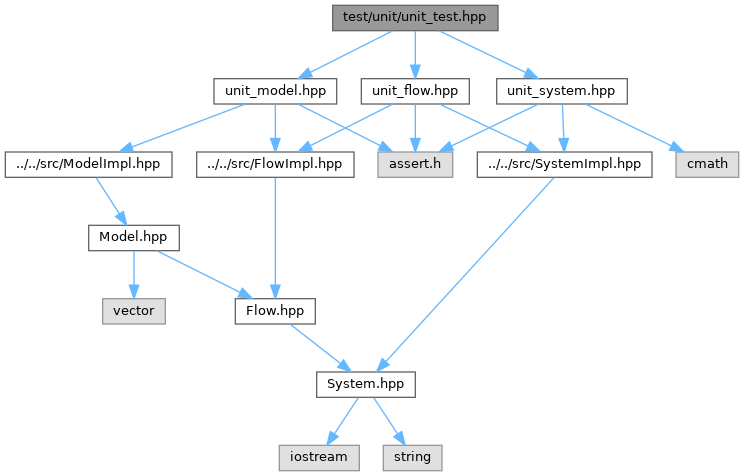 test/unit/unit_test.hpp
unit_model.hpp
unit_flow.hpp
unit_system.hpp
../../src/ModelImpl.hpp
../../src/FlowImpl.hpp
assert.h
../../src/SystemImpl.hpp
cmath
Model.hpp
vector
Flow.hpp
System.hpp
iostream
string